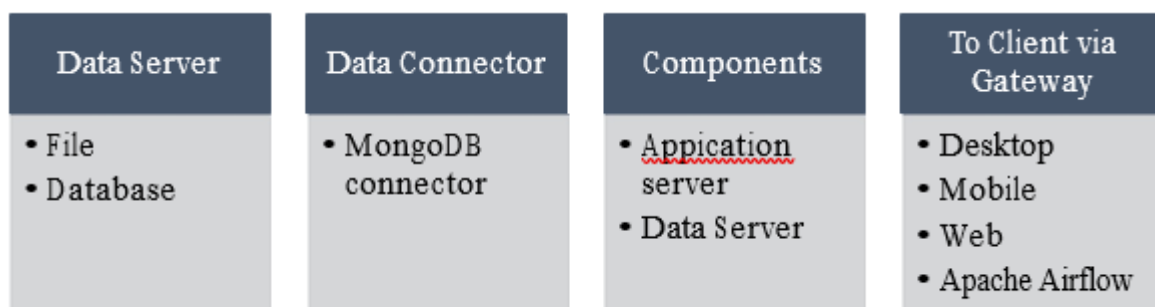 Data Server
• File
• Database
Data Connector
• MongoDB
connector
Components
• Appication
server
• Data Server
To Client via
Gateway
• Desktop
• Mobile
• Web
• Apache Airflow